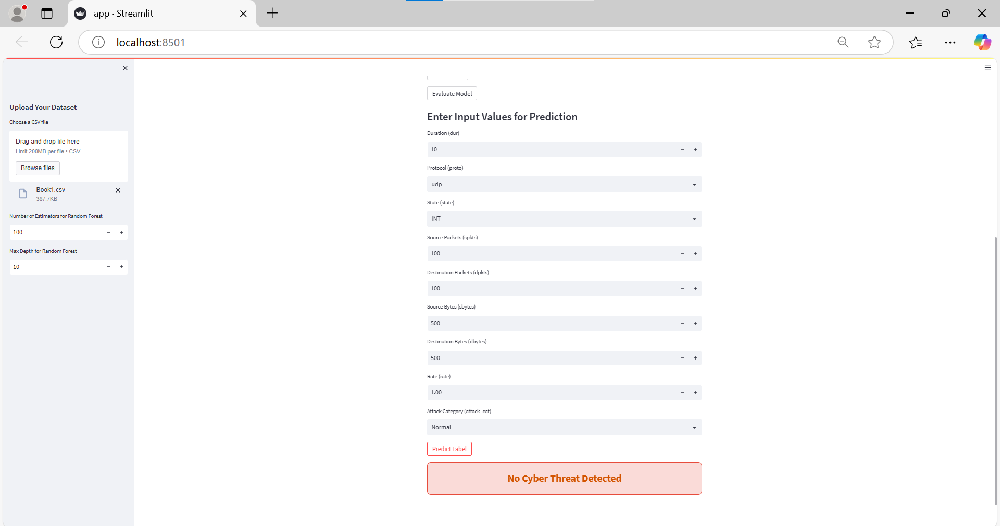 app · Streamlit
localhost:8501
Upload Your Dataset
Choose a CSV file
Drag and drop file here
Limit 200MB per file • CSV
Browse files
Book1.csv
387.7KB
Number of Estimators for Random Forest
100
Max Depth for Random Forest
10
Evaluate Model
Enter Input Values for Prediction
Duration (dur)
10
Protocol (proto)
udp
State (state)
INT
Source Packets (spkts)
100
Destination Packets (dpkts)
100
Source Bytes (sbytes)
500
Destination Bytes (dbytes)
500
Rate (rate)
1.00
Attack Category (attack_cat)
Normal
Predict Label
No Cyber Threat Detected